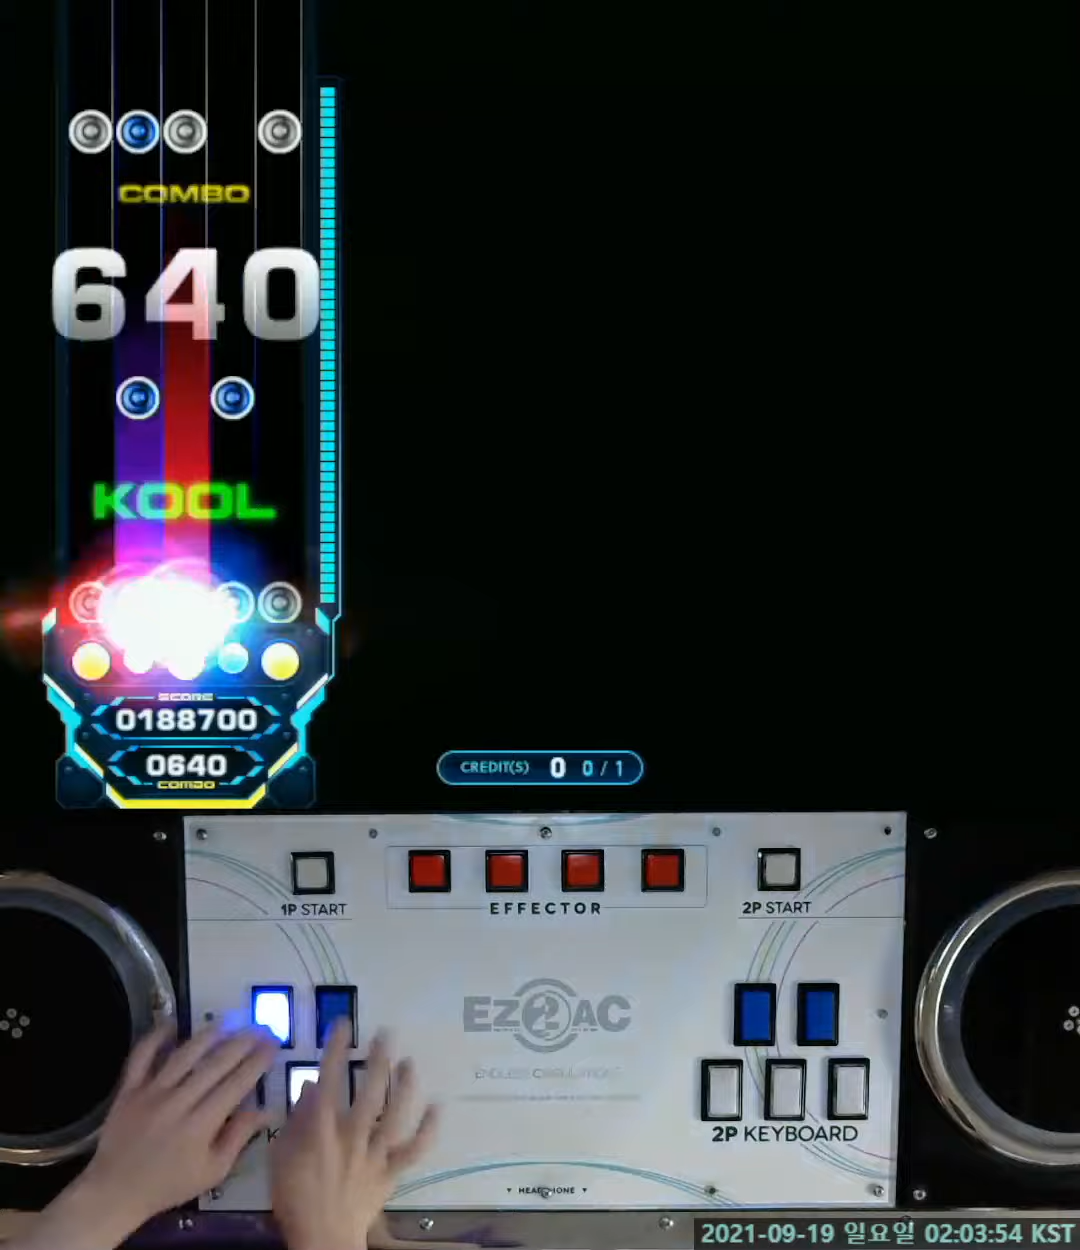 COMBO
640
KOOL
SCORE
0188700
0640
COMBO
CREDIT(S) 0 0 / 1
1P START
EFFECTOR
2P START
EZ2AC
2P KEYBOARD
▼ HEADPHONE ▼
2021-09-19 일요일 02:03:54 KST